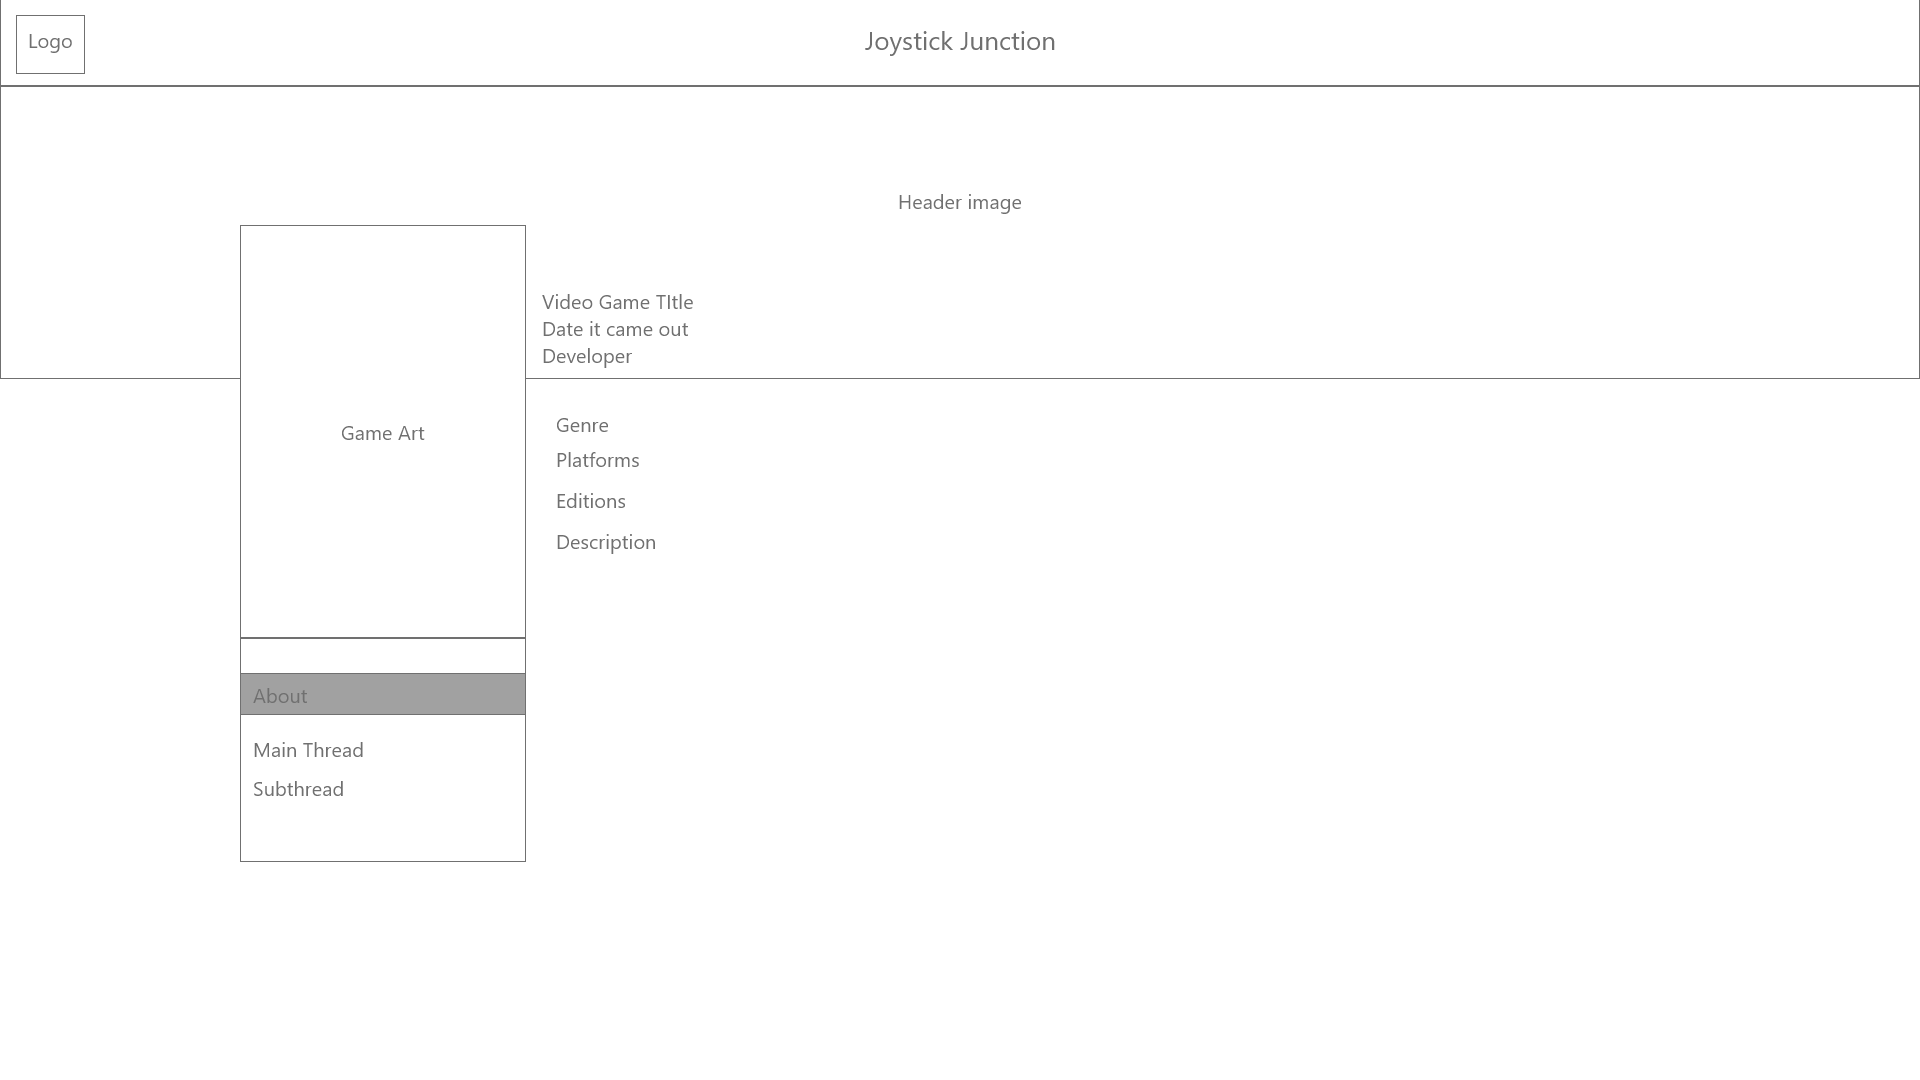 Logo
Joystick Junction
Header image
Video Game TItle
Date it came out
Developer
Game Art
Genre
Platforms
Editions
Description
About
Main Thread
Subthread